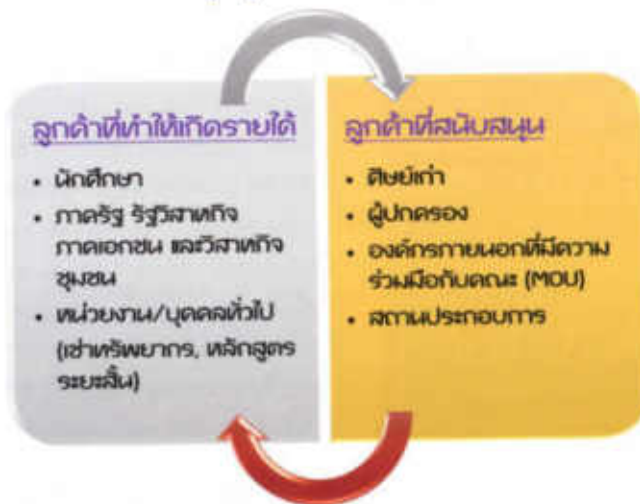 ลูกค้าที่ทำให้เกิดรายได้
• นักศึกษา
• ภาครัฐ รัฐวิสาหกิจ
ภาคเอกชน และวิสาหกิจ
ชุมชน
• หน่วยงาน/บุคคลทั่วไป
(เช่าทรัพยากร, หลักสูตร
ระยะสั้น)
ลูกค้าที่สนับสนุน
• ศิษย์เก่า
• ผู้ปกครอง
• องค์กรภายนอกที่มีความ
ร่วมมือกับคณะ (MOU)
• สถานประกอบการ